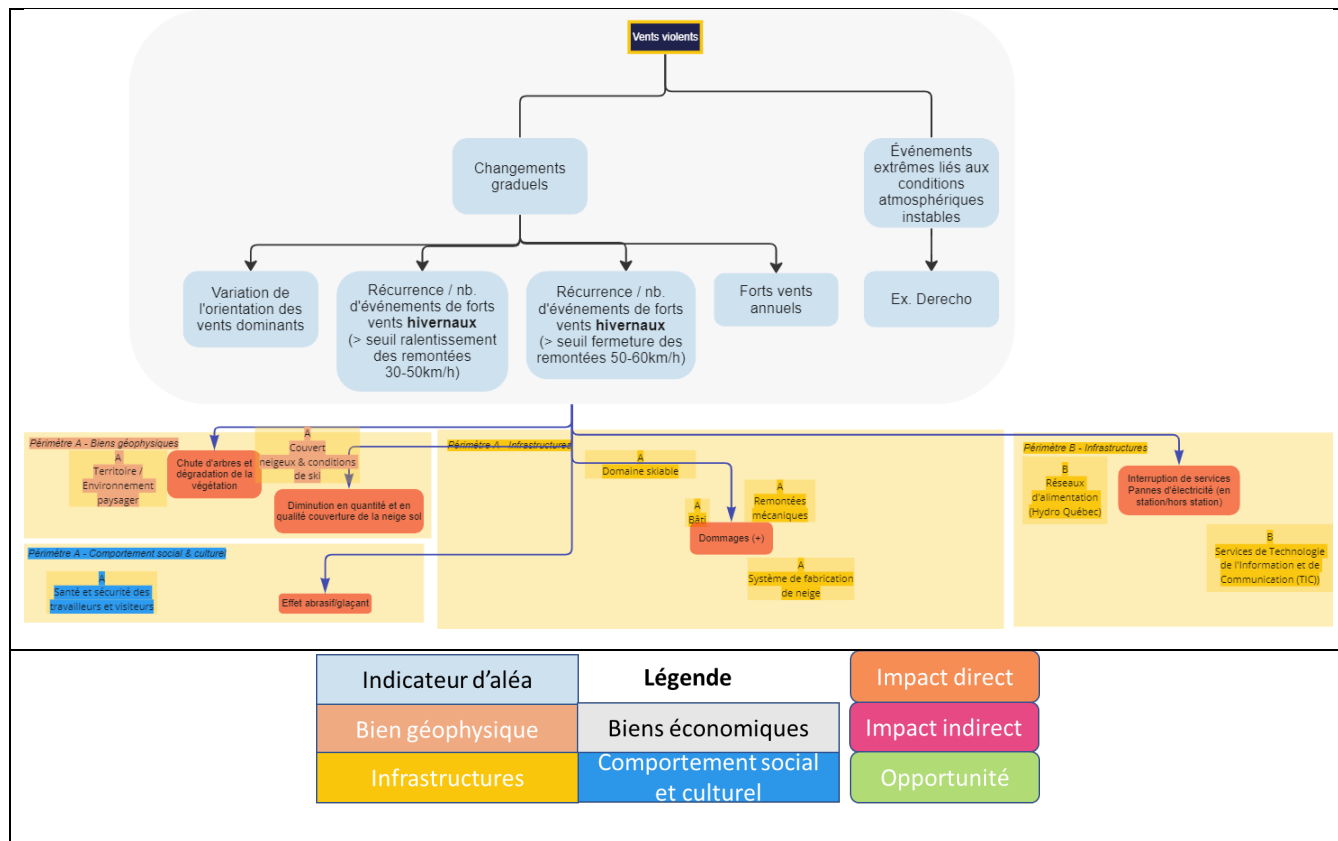 Vents violents
Changements
graduels
Événements
extrêmes liés aux
conditions
atmosphériques
instables
Variation de
l'orientation des
vents dominants
Récurrence / nb.
d'événements de forts
vents hivernaux
(> seuil ralentissement
des remontées
30-50km/h)
Récurrence / nb.
d'événements de forts
vents hivernaux
(> seuil fermeture des
remontées 50-60km/h)
Forts vents
annuels
Ex. Derecho
Périmètre A - Biens géophysiques
A
Territoire /
Environnement
paysager
Chute d'arbres et
dégradation de la
végétation
A
Couvert
neigeux & conditions
de ski
Diminution en quantité et en
qualité couverture de la neige sol
Périmètre A - Comportement social & culturel
A
Santé et sécurité des
travailleurs et visiteurs
Effet abrasif/glaçant
Périmètre A - Infrastructures
A
Domaine skiable
A
Bâti
A
Remontées
mécaniques
Dommages (+)
A
Système de fabrication
de neige
Périmètre B - Infrastructures
B
Réseaux
d'alimentation
(Hydro Québec)
Interruption de services
Pannes d'électricité (en
station/hors station)
B
Services de Technologie
de l'Information et de
Communication (TIC))
Légende
Indicateur d'aléa
Impact direct
Bien géophysique
Biens économiques
Impact indirect
Infrastructures
Comportement social
et culturel
Opportunité